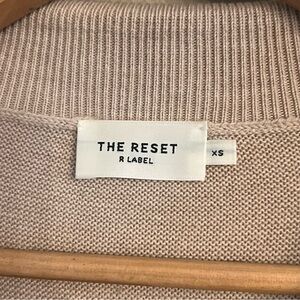 THE RESET
R LABEL
XS